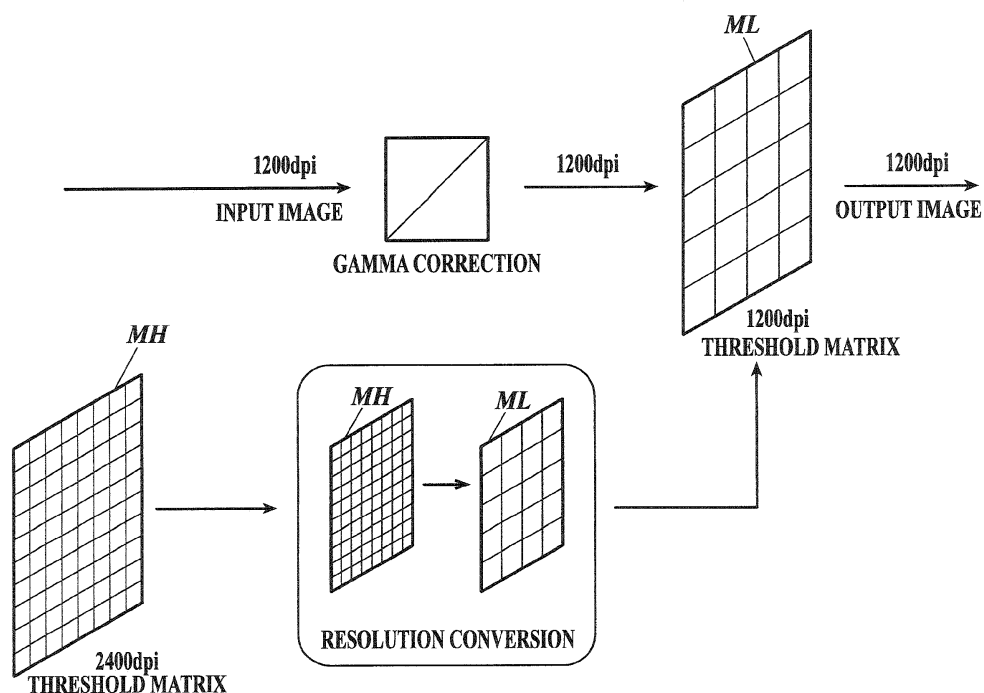 ML
1200dpi
INPUT IMAGE
GAMMA CORRECTION
1200dpi
1200dpi
OUTPUT IMAGE
1200dpi
THRESHOLD MATRIX
MH
2400dpi
THRESHOLD MATRIX
MH
ML
RESOLUTION CONVERSION